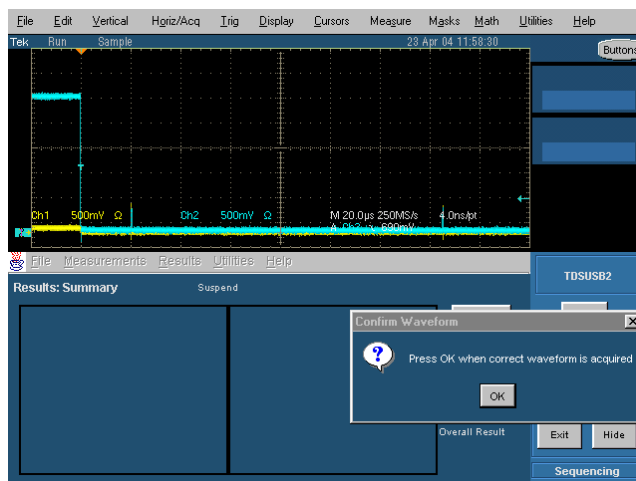 File Edit Vertical Horiz/Acq Trig Display Cursors Measure Masks Math Utilities Help
Tek Run Sample 23 Apr 04 11:58:30
Buttons
Ch1 500mV Ω Ch2 500mV Ω M 20.0µs 250MS/s 4.0ns/pt
A Ch2 690mV
File Measurements Results Utilities Help
TDSUSB2
Results: Summary Suspend
Confirm Waveform
Press OK when correct waveform is acquired
OK
Overall Result
Exit Hide
Sequencing